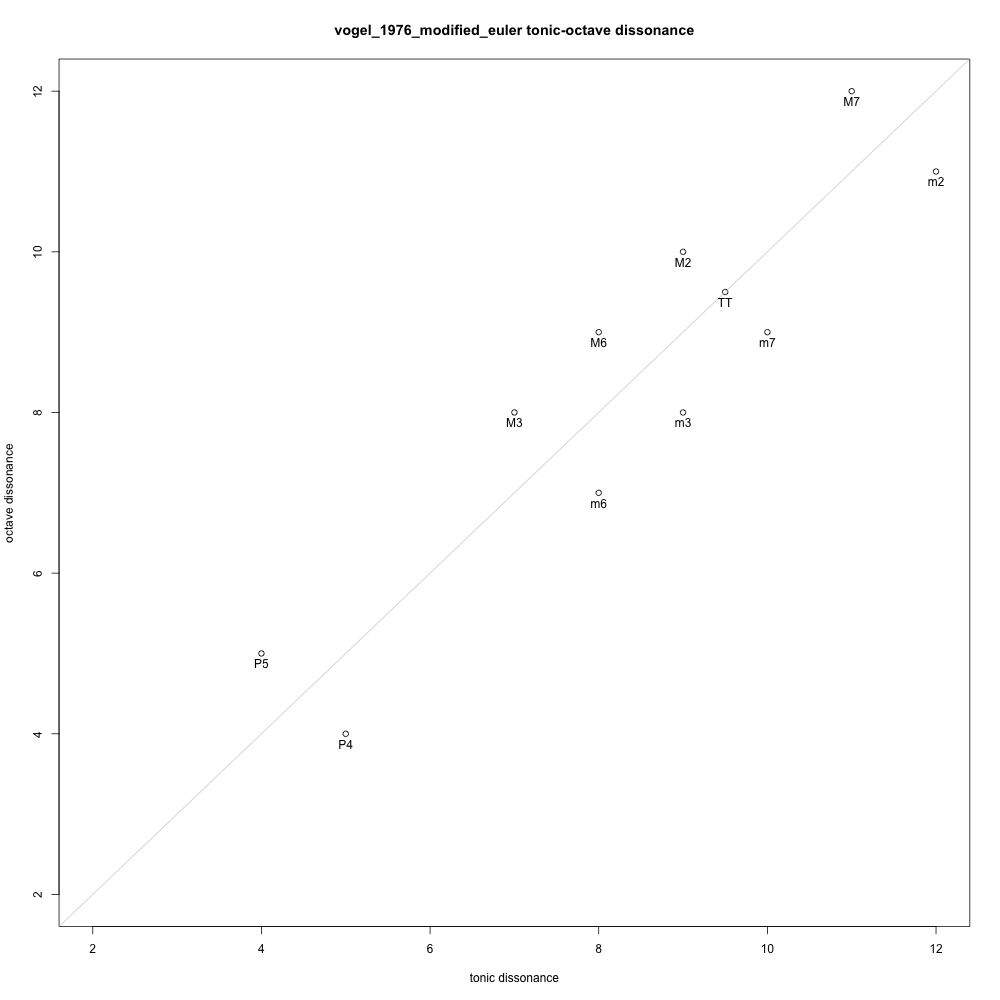 vogel_1976_modified_euler tonic-octave dissonance
12
M7
m2
10
M2
TT
M6
m7
8
M3
m3
octave dissonance
m6
6
P5
4
P4
2
2 4 6 8 10 12
tonic dissonance